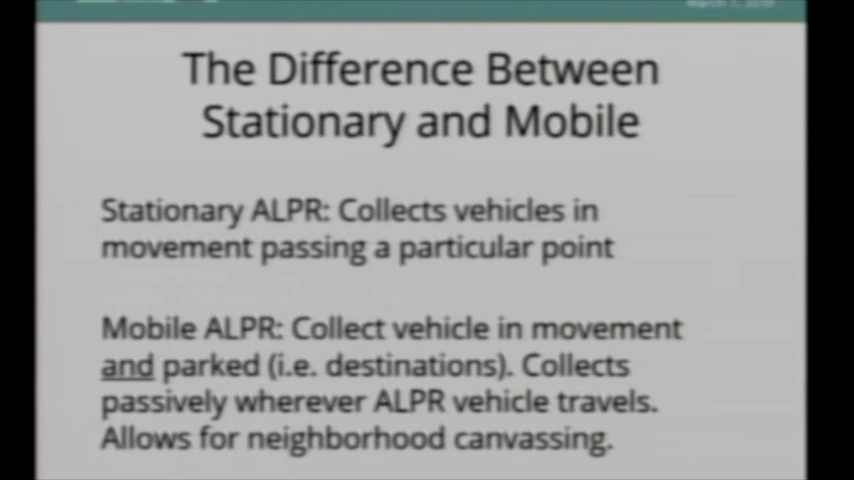 The Difference Between
Stationary and Mobile
Stationary ALPR: Collects vehicles in
movement passing a particular point
Mobile ALPR: Collect vehicle in movement
and parked (i.e. destinations). Collects
passively wherever ALPR vehicle travels.
Allows for neighborhood canvassing.